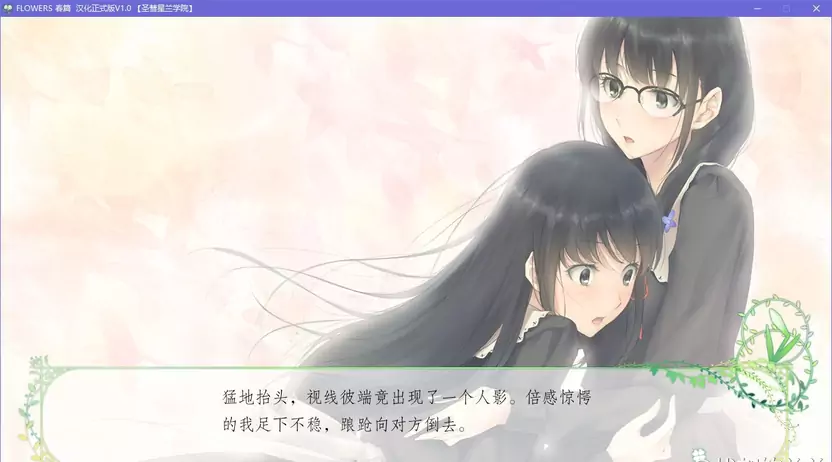 FLOWERS 春篇 汉化正式版V1.0 【圣彗星兰学院】
猛地抬头，视线彼端竟出现了一个人影。倍感惊愕
的我足下不稳，踉跄向对方倒去。